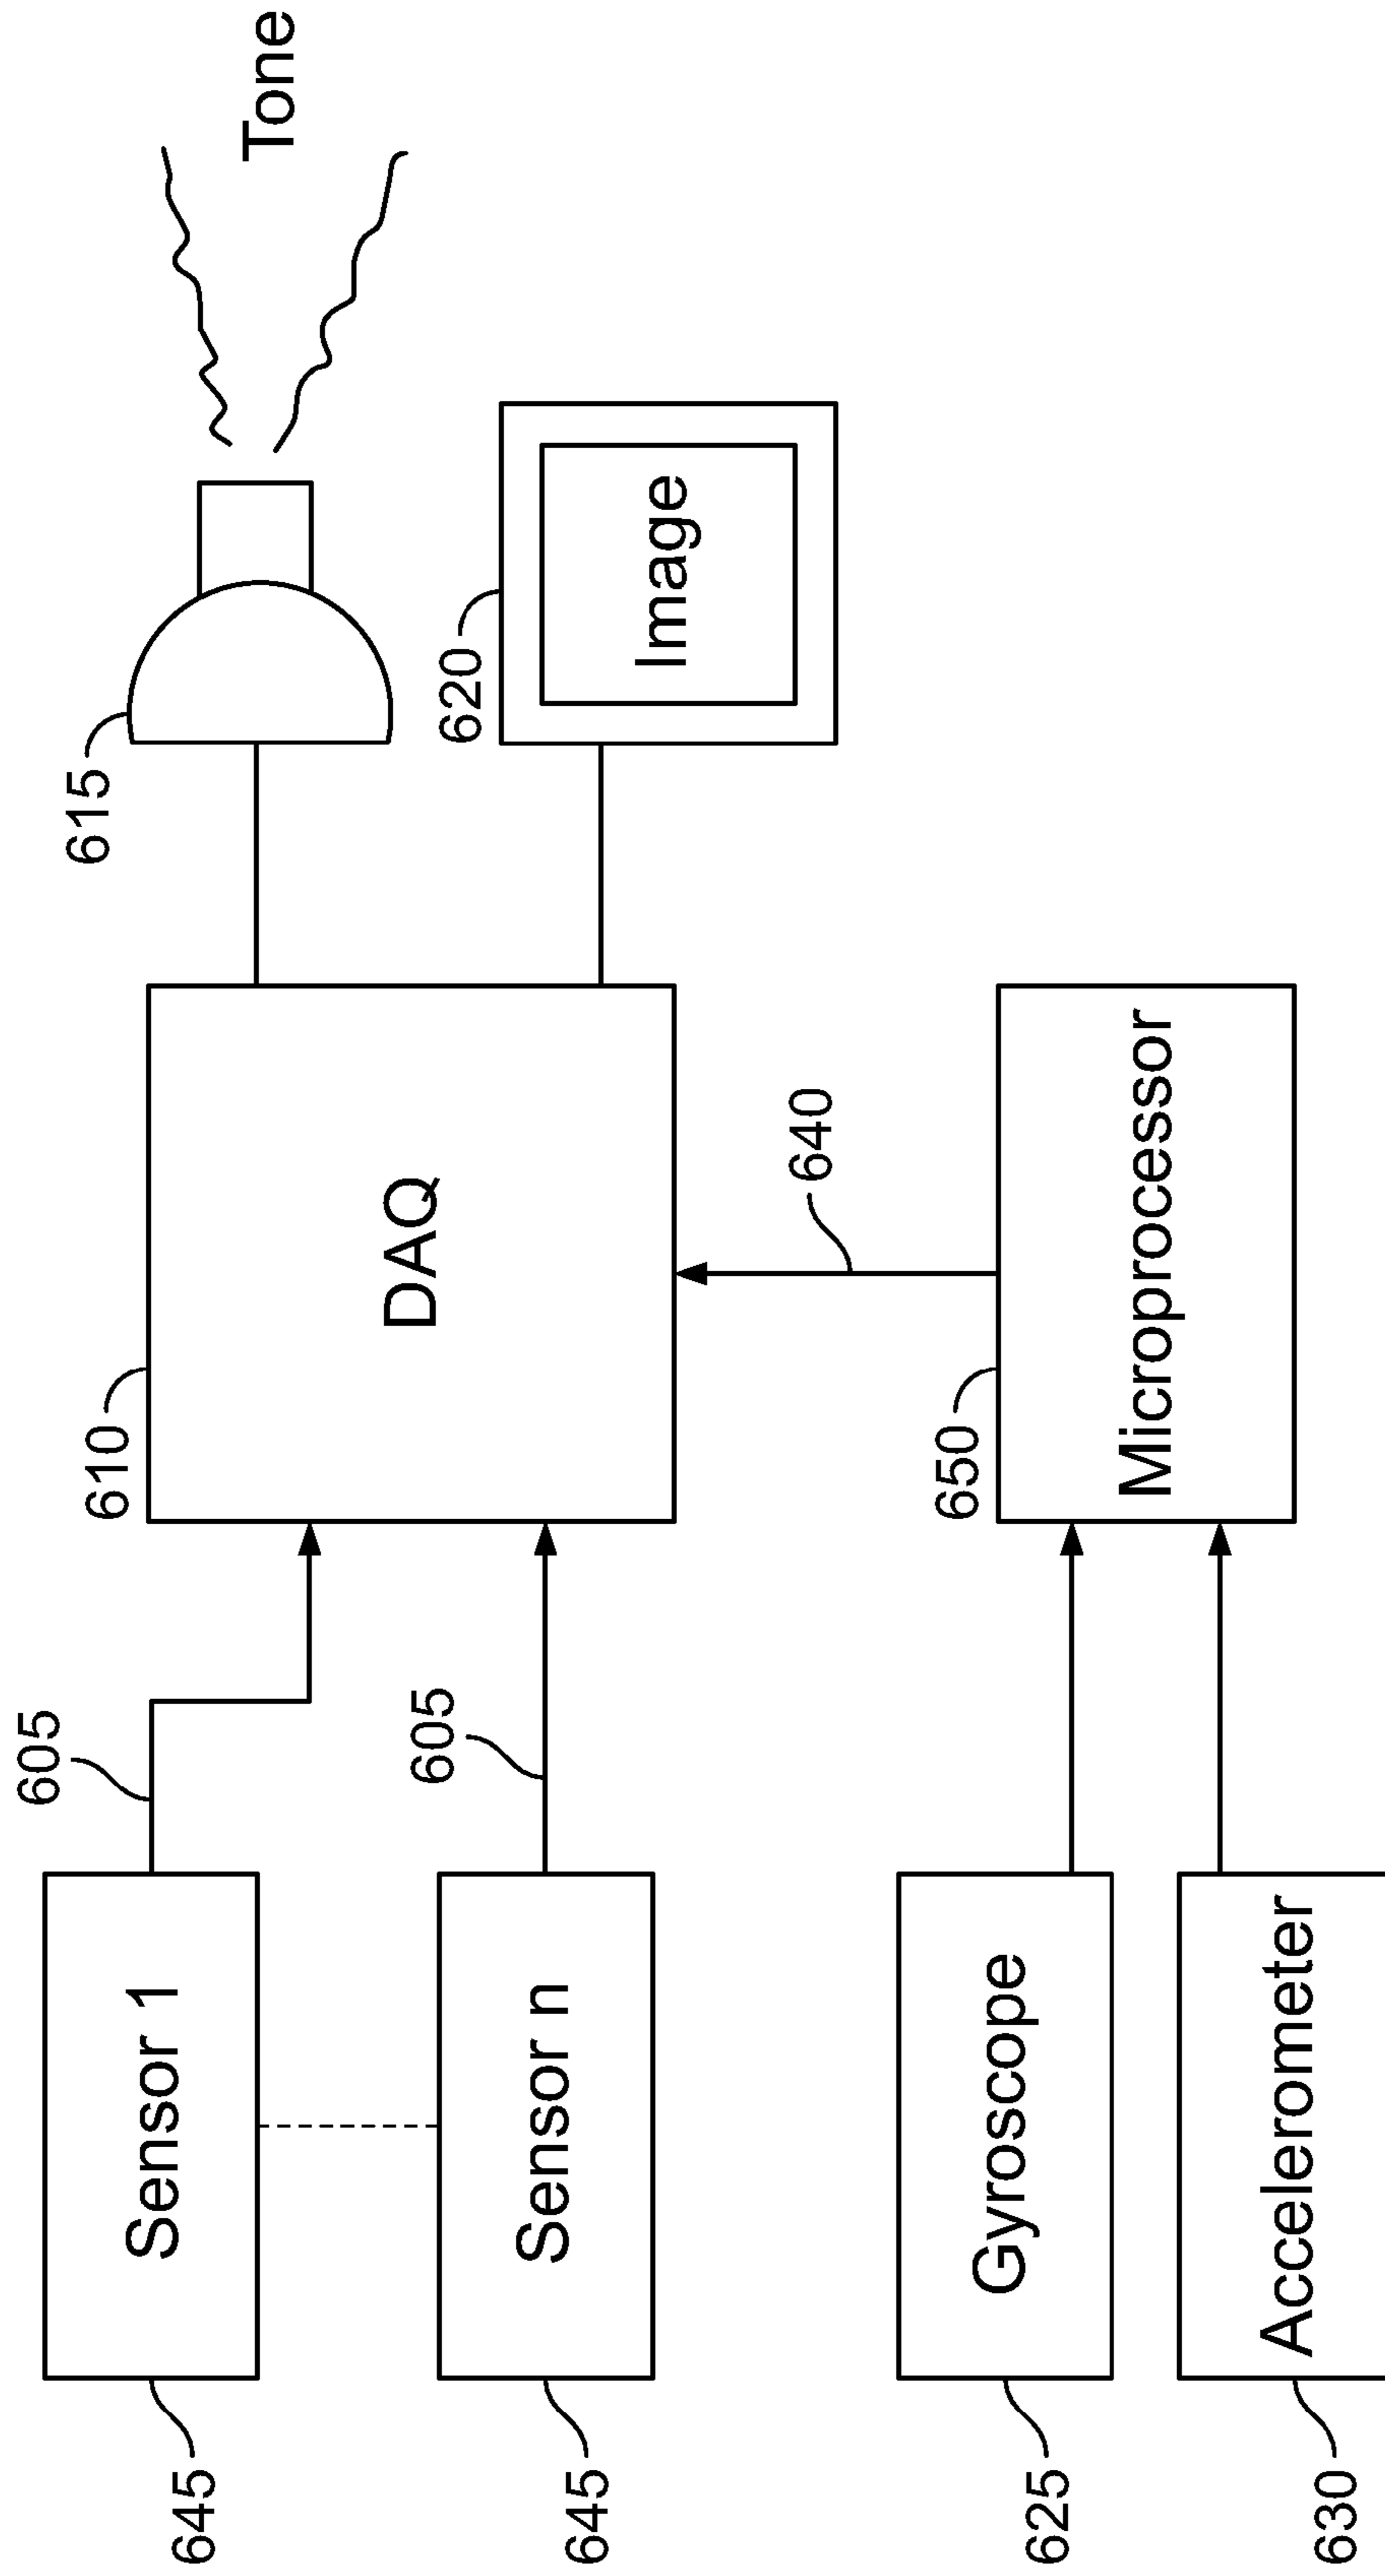 605
645
Sensor 1
610
DAQ
615
Tone
605
645
Sensor n
620
Image
640
625
Gyroscope
650
Microprocessor
630
Accelerometer